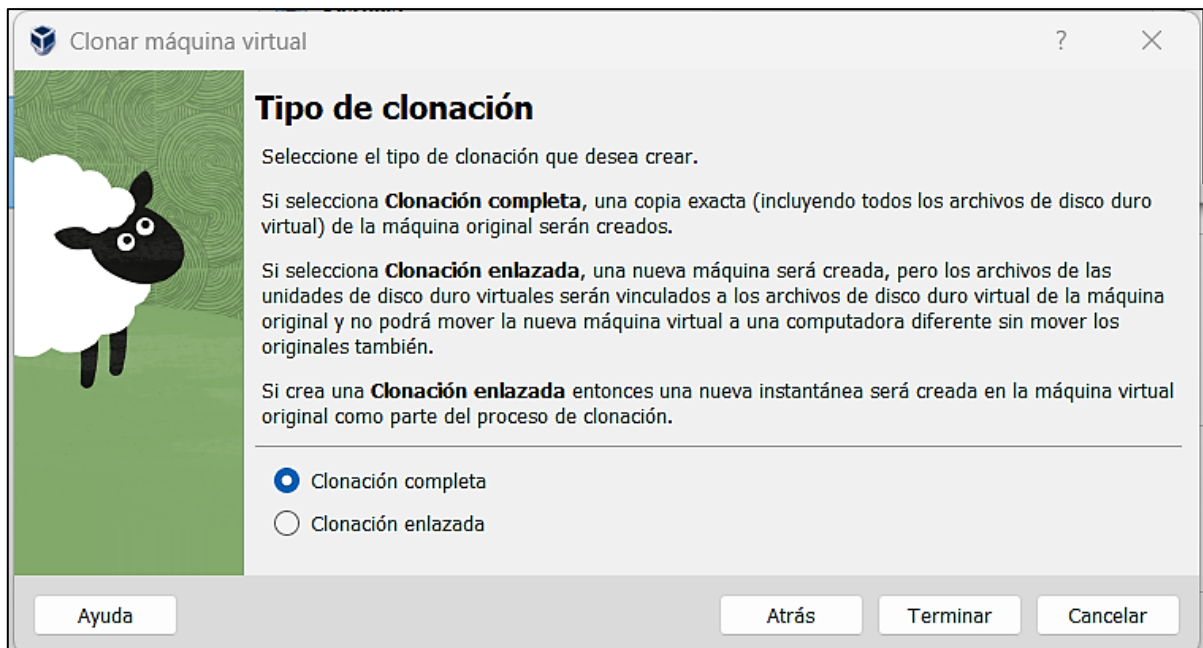 Clonar máquina virtual
Tipo de clonación
Seleccione el tipo de clonación que desea crear.
Si selecciona Clonación completa, una copia exacta (incluyendo todos los archivos de disco duro
virtual) de la máquina original serán creados.
Si selecciona Clonación enlazada, una nueva máquina será creada, pero los archivos de las
unidades de disco duro virtuales serán vinculados a los archivos de disco duro virtual de la máquina
original y no podrá mover la nueva máquina virtual a una computadora diferente sin mover los
originales también.
Si crea una Clonación enlazada entonces una nueva instantánea será creada en la máquina virtual
original como parte del proceso de clonación.
Clonación completa
Clonación enlazada
Ayuda
Atrás
Terminar
Cancelar